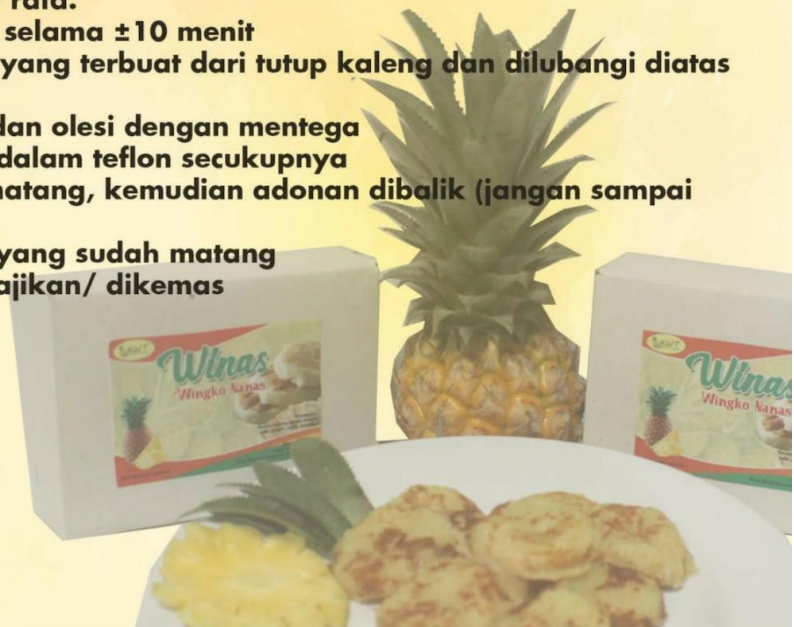 rata.
selama ±10 menit
yang terbuat dari tutup kaleng dan dilubangi diatas
dan olesi dengan mentega
dalam teflon secukupnya
matang, kemudian adonan dibalik (jangan sampai
yang sudah matang
ajikan/ dikemas
Winas
Wingko Nanas
Winas
Wingko Nanas